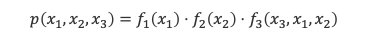 p(x₁, x₂, x₃) = f₁(x₁) · f₂(x₂) · f₃(x₃, x₁, x₂)